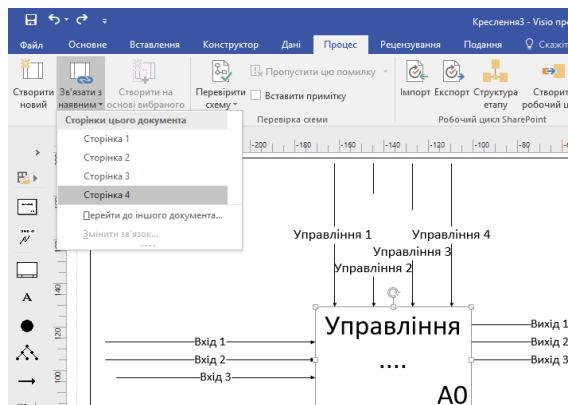 Креслення3 - Visio про
Файл Основне Вставлення Конструктор Дані Процес Рецензування Подання Скажіт
Створити новий
Зв'язати з наявним
Створити на основі вибраного
Перевірити схему
Пропустити цю помилку
Вставити примітку
Імпорт Експорт Структура етапу
Створит
робочий ц
Перевірка схеми
Робочий цикл SharePoint
Сторінки цього документа
Сторінка 1
Сторінка 2
Сторінка 3
Сторінка 4
Перейти до іншого документа...
Змінити зв'язок...
-200 -180 -160 -140 -120 -100 -80
140
120
100
A
Управління 1 Управління 4
Управління 3
Управління 2
Управління
....
A0
Вхід 1
Вхід 2
Вхід 3
Вихід 1
Вихід 2
Вихід 3